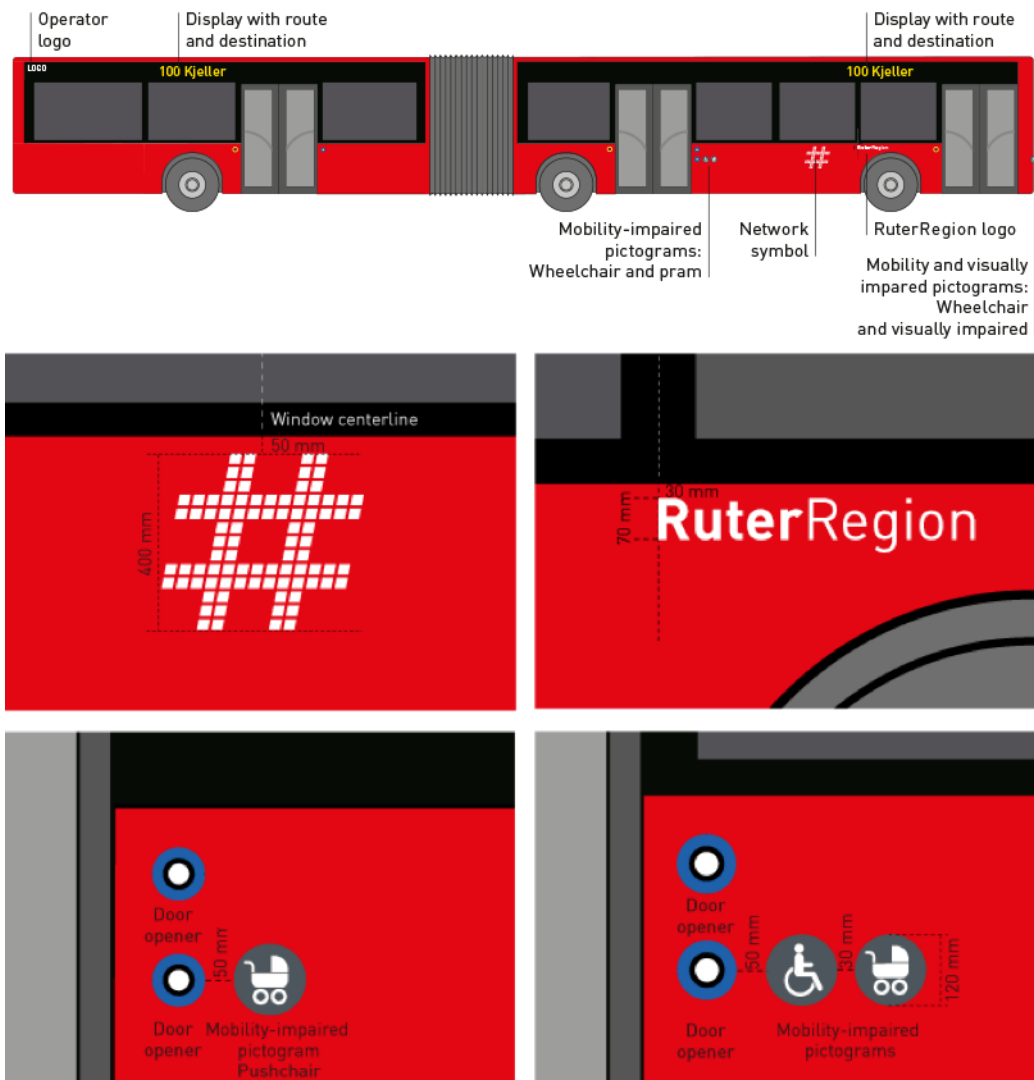 Operator
logo
Display with route
and destination
Display with route
and destination
LOGO
100 Kjeller
100 Kjeller
RuterRegion
Mobility-impaired
pictograms:
Wheelchair and pram
Network
symbol
RuterRegion logo
Mobility and visually
impared pictograms:
Wheelchair
and visually impaired
Window centerline
50 mm
400 mm
30 mm
70 mm
RuterRegion
Door
opener
50 mm
Door
opener
Mobility-impaired
pictogram
Pushchair
Door
opener
50 mm
30 mm
120 mm
Door
opener
Mobility-impaired
pictograms